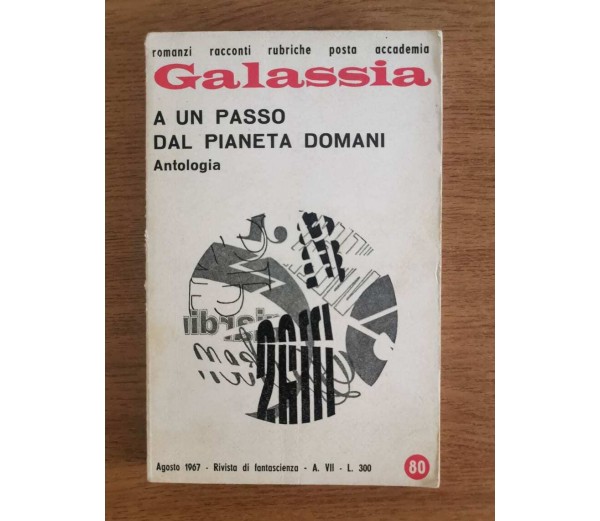 romanzi racconti rubriche posta accademia
Galassia
A UN PASSO
DAL PIANETA DOMANI
Antologia
Agosto 1967 - Rivista di fantascienza - A. VII - L. 300
80